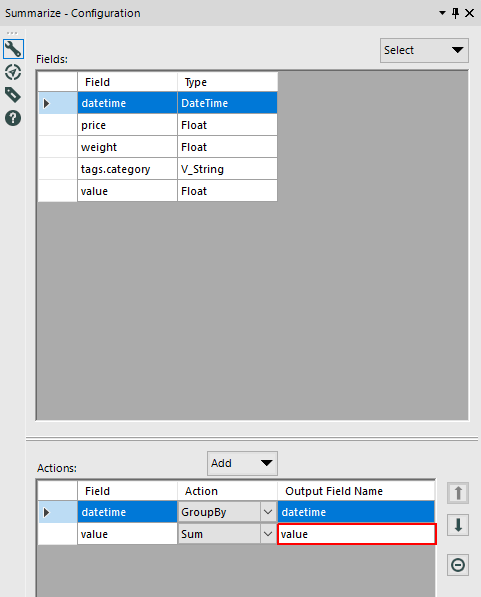 Summarize - Configuration
Fields:
Select
Field Type
datetime DateTime
price Float
weight Float
tags.category V_String
value Float
Actions:
Add
Field Action Output Field Name
datetime GroupBy datetime
value Sum value